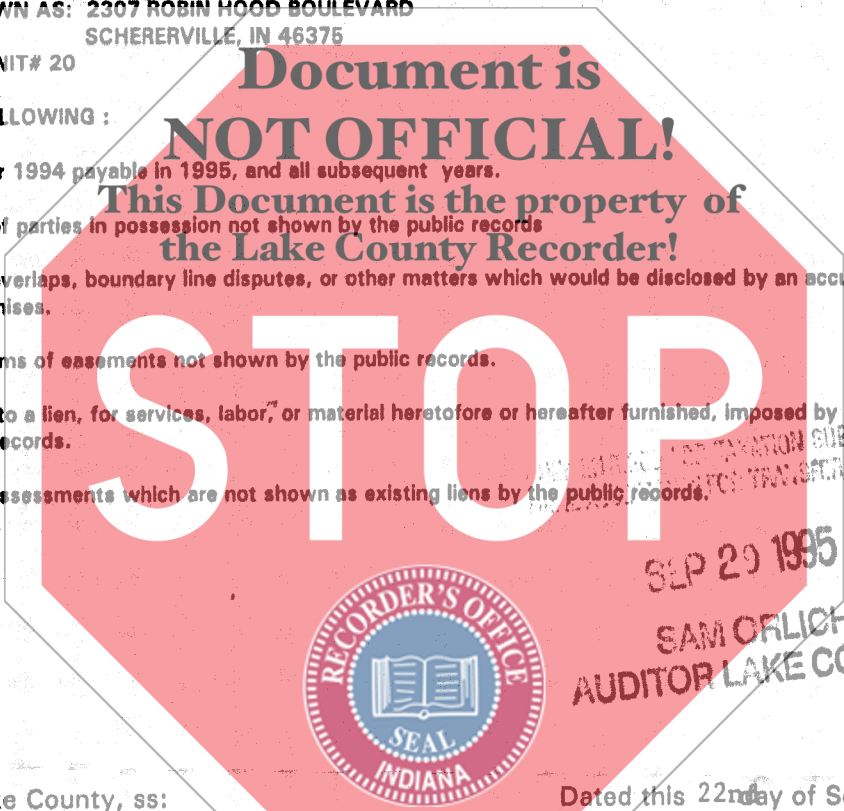 WN AS: 2307 ROBIN HOOD BOULEVARD
SCHERERVILLE, IN 46375
NIT# 20
Document is
LLOWING :
NOT OFFICIAL!
r 1994 payable in 1995, and all subsequent years.
This Document is the property of
f parties in possession not shown by the public records
the Lake County Recorder!
verlaps, boundary line disputes, or other matters which would be disclosed by an accu
nises.
STOP
ms of easements not shown by the public records.
to a lien, for services, labor, or material heretofore or hereafter furnished, imposed by
ecords.
ssessments which are not shown as existing liens by the public records.
SEP 29 1995
SAM ORLICH
AUDITOR LAKE CO
RECORDER'S OFFICE
SEAL
INDIANA
e County, ss:
Dated this 22nd day of Se